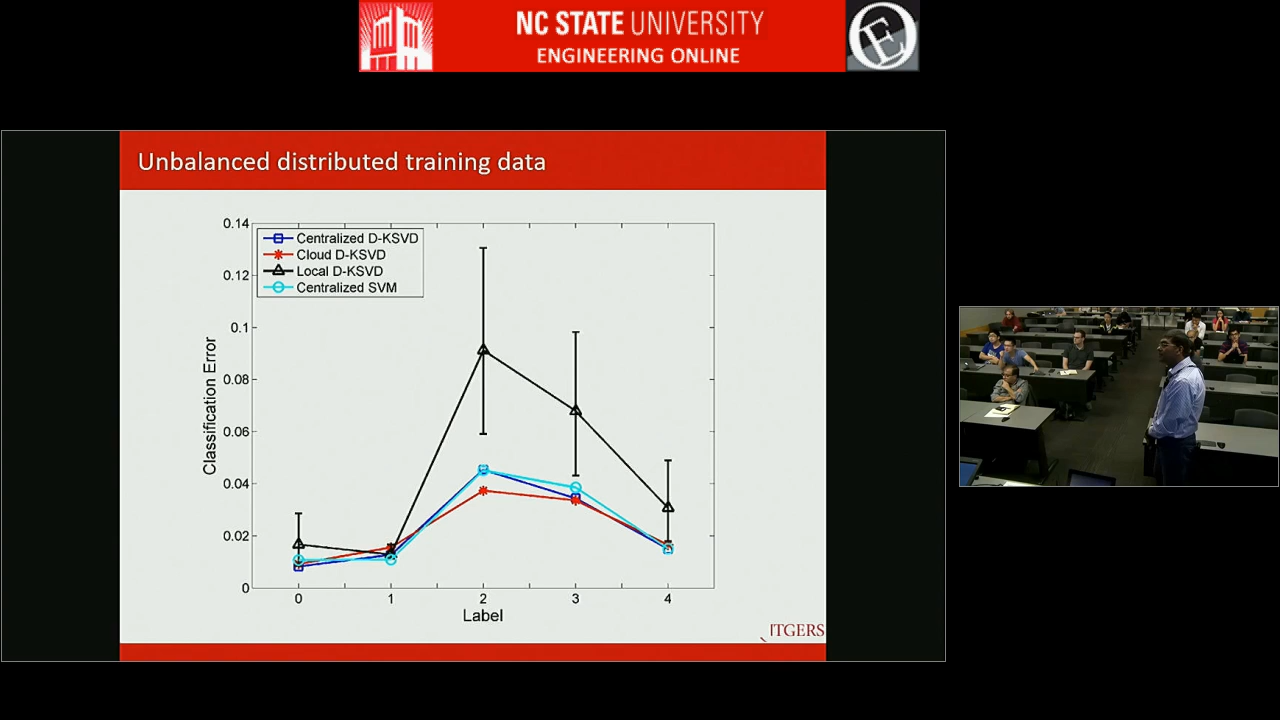 NC STATE UNIVERSITY
ENGINEERING ONLINE
Unbalanced distributed training data
0.14
0.12
0.1
0.08
0.06
0.04
0.02
0
Classification Error
Centralized D-KSVD
Cloud D-KSVD
Local D-KSVD
Centralized SVM
0 1 2 3 4
Label
ITGERS